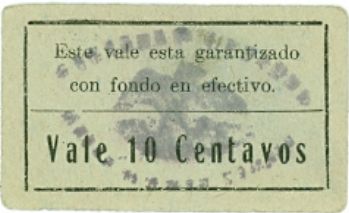 Este vale esta garantizado
con fondo en efectivo.
Vale 10 Centavos